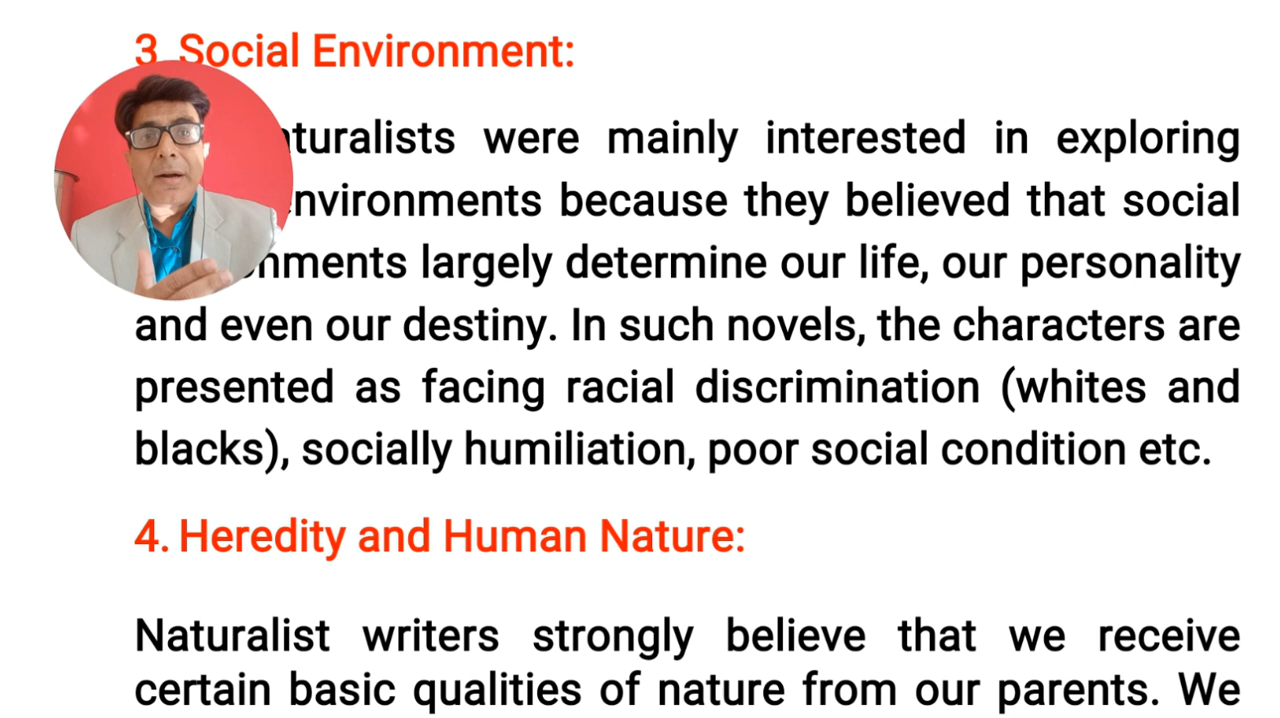 3. Social Environment:
were mainly interested in exploring
because they believed that social
largely determine our life, our personality
and even our destiny. In such novels, the characters are
presented as facing racial discrimination (whites and
blacks), socially humiliation, poor social condition etc.
4. Heredity and Human Nature:
Naturalist writers strongly believe that we receive
certain basic qualities of nature from our parents. We